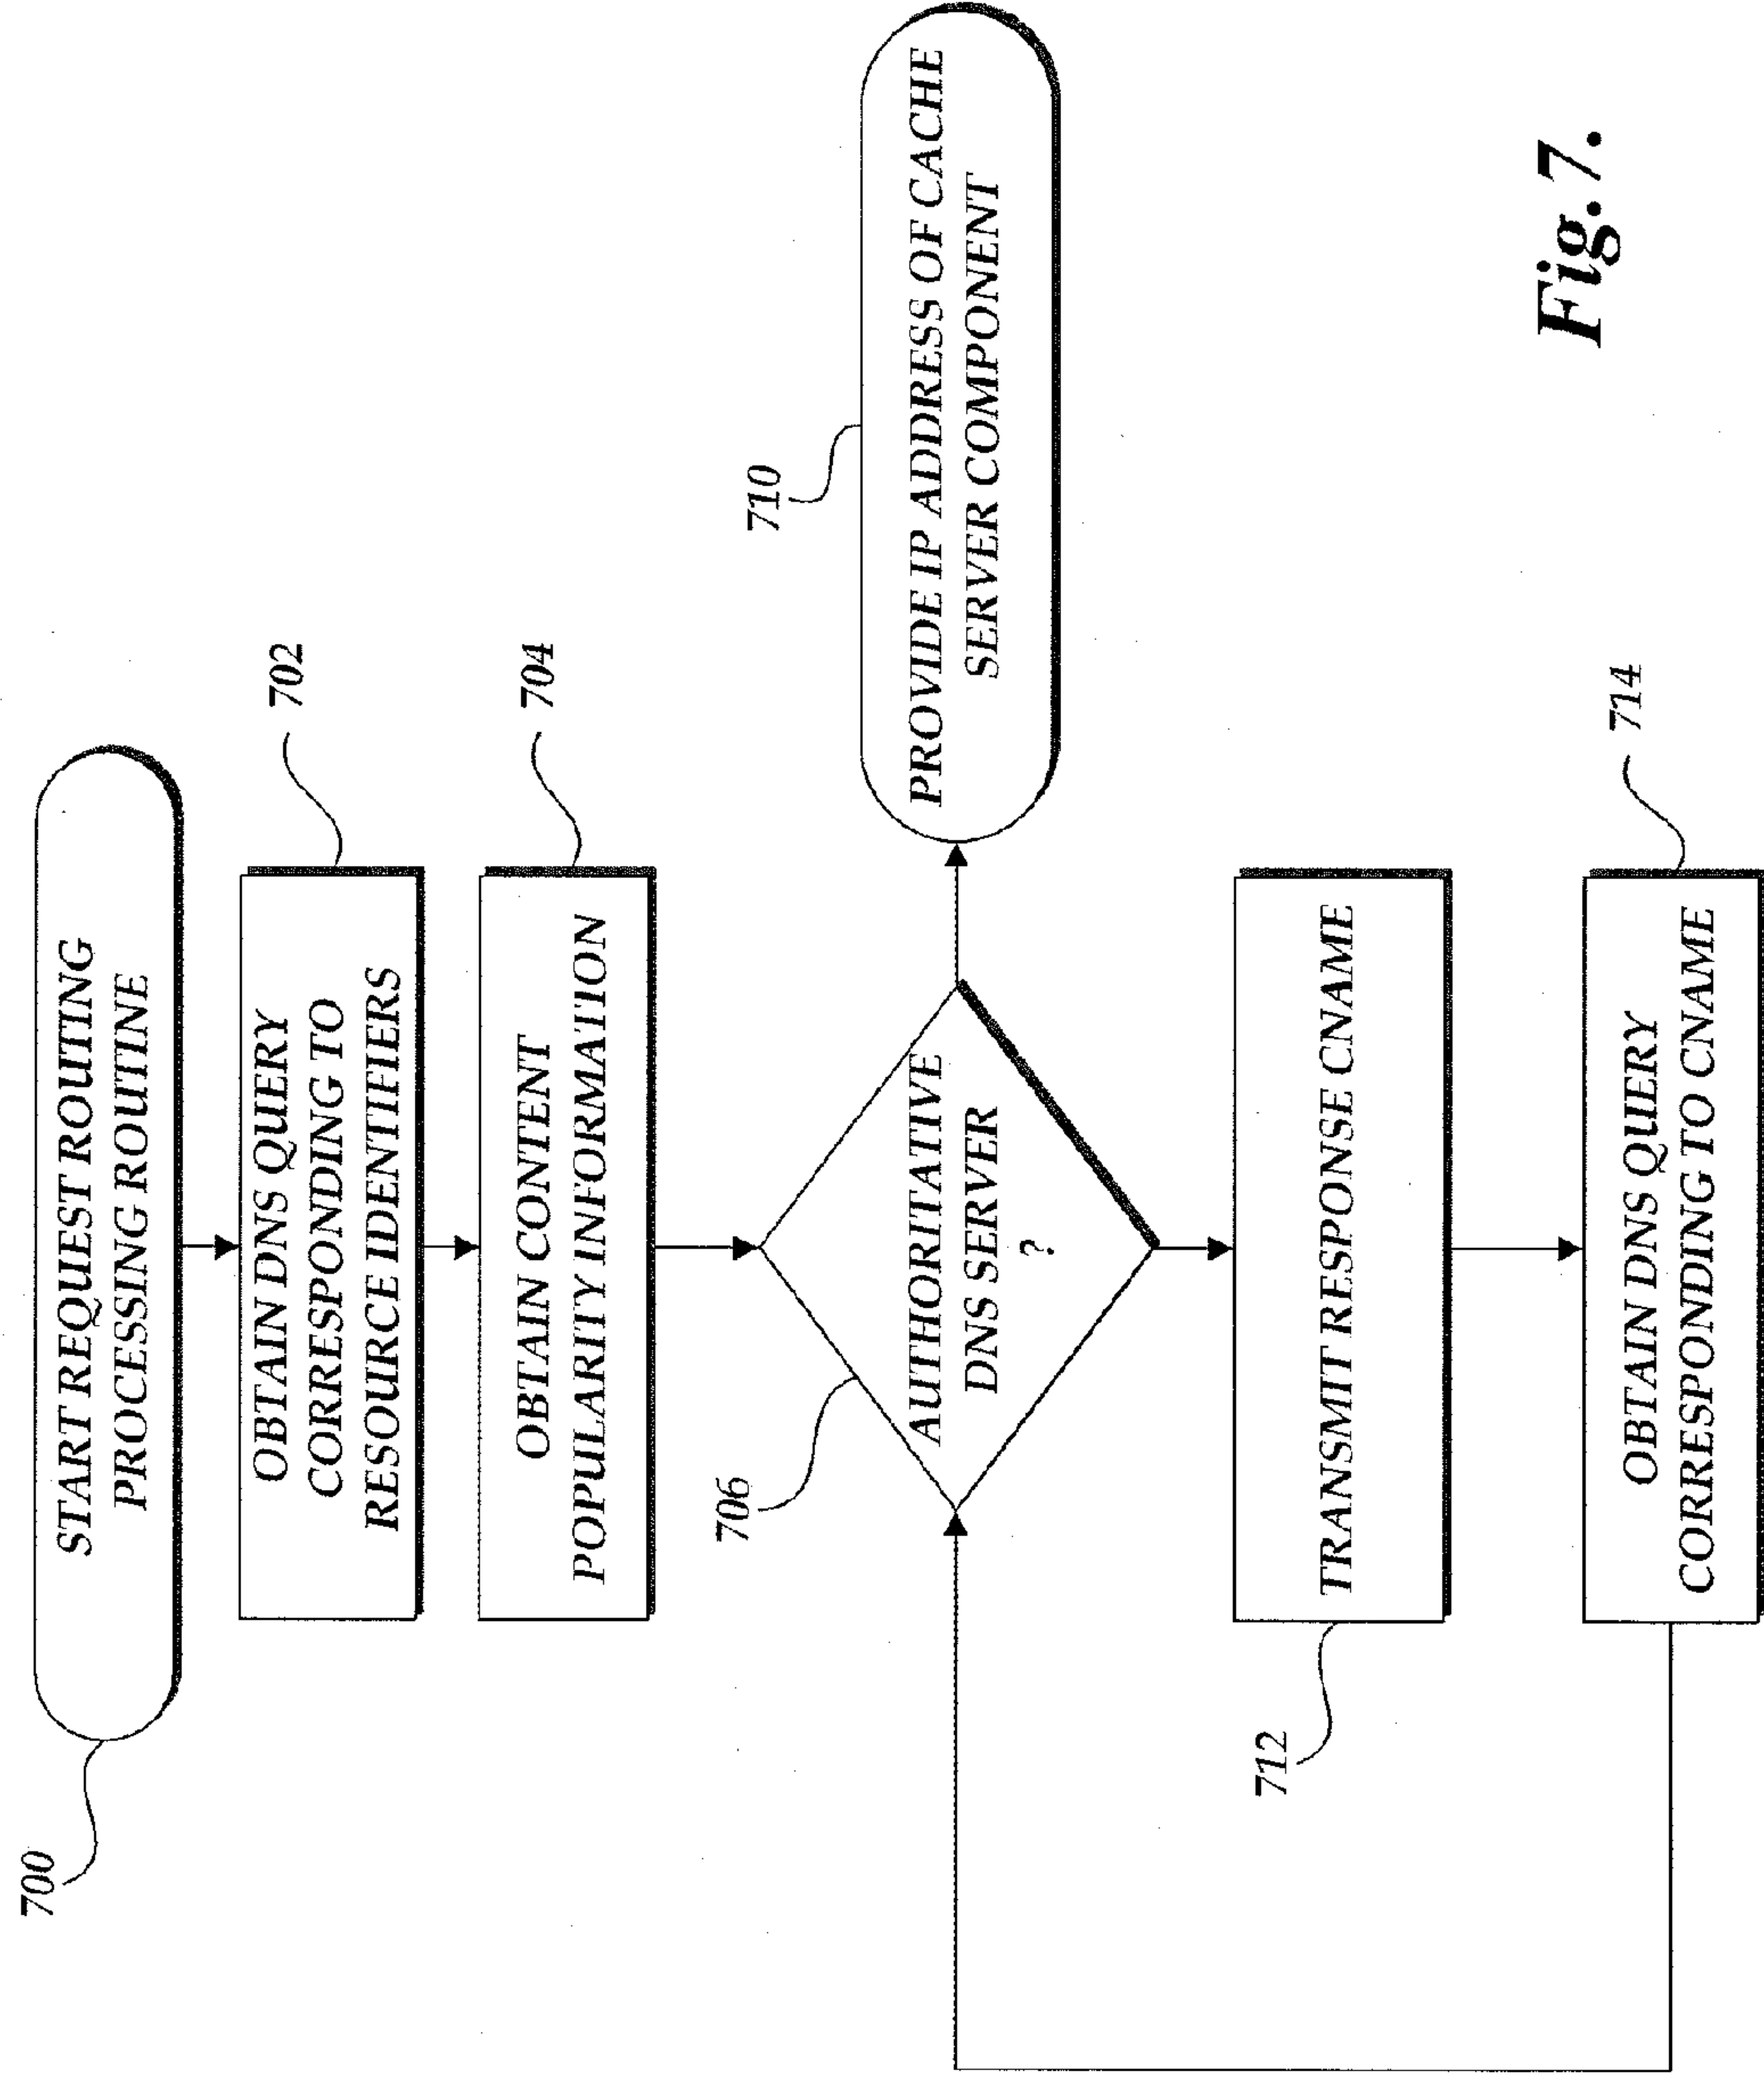 700
START REQUEST ROUTING
PROCESSING ROUTINE
702
OBTAIN DNS QUERY
CORRESPONDING TO
RESOURCE IDENTIFIERS
704
OBTAIN CONTENT
POPULARITY INFORMATION
706
AUTHORITATIVE
DNS SERVER
?
710
PROVIDE IP ADDRESS OF CACHE
SERVER COMPONENT
712
TRANSMIT RESPONSE CNAME
714
OBTAIN DNS QUERY
CORRESPONDING TO CNAME
Fig.7.